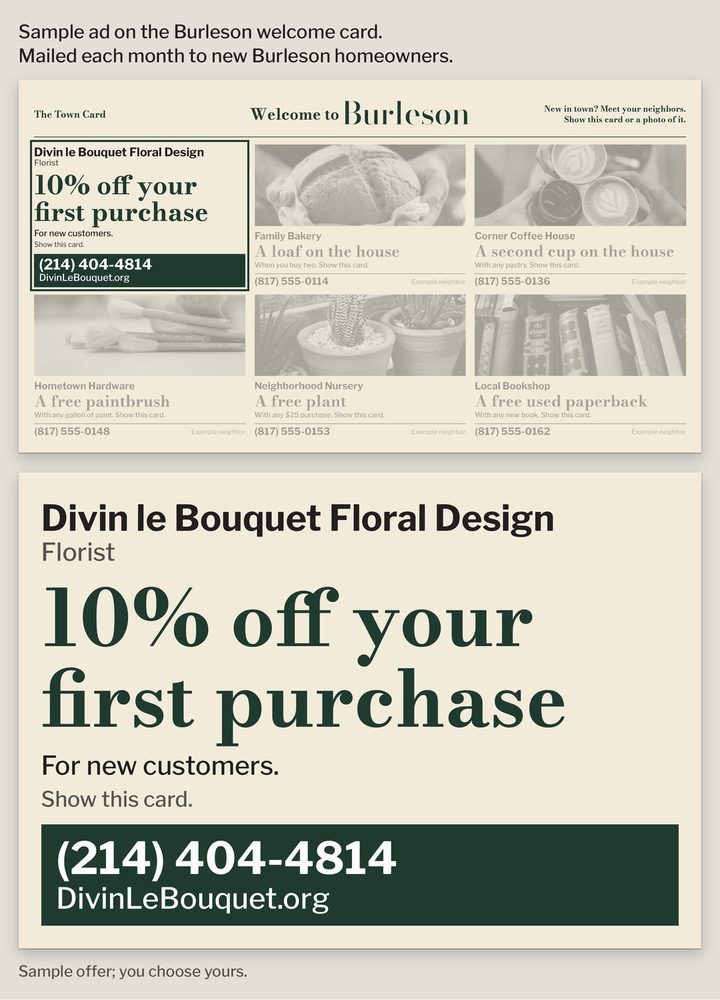 Sample ad on the Burleson welcome card.
Mailed each month to new Burleson homeowners.
The Town Card
Welcome to Burleson
New in town? Meet your neighbors.
Show this card or a photo of it.
Divin le Bouquet Floral Design
Florist
10% off your
first purchase
For new customers.
Show this card.
(214) 404-4814
DivinLeBouquet.org
Family Bakery
A loaf on the house
When you buy two. Show this card.
(817) 555-0114
Example neighbor
Corner Coffee House
A second cup on the house
With any pastry. Show this card.
(817) 555-0136
Example neighbor
Hometown Hardware
A free paintbrush
With any gallon of paint. Show this card.
(817) 555-0148
Example neighbor
Neighborhood Nursery
A free plant
With any $25 purchase. Show this card.
(817) 555-0153
Example neighbor
Local Bookshop
A free used paperback
With any new book. Show this card.
(817) 555-0162
Example neighbor
Divin le Bouquet Floral Design
Florist
10% off your
first purchase
For new customers.
Show this card.
(214) 404-4814
DivinLeBouquet.org
Sample offer; you choose yours.